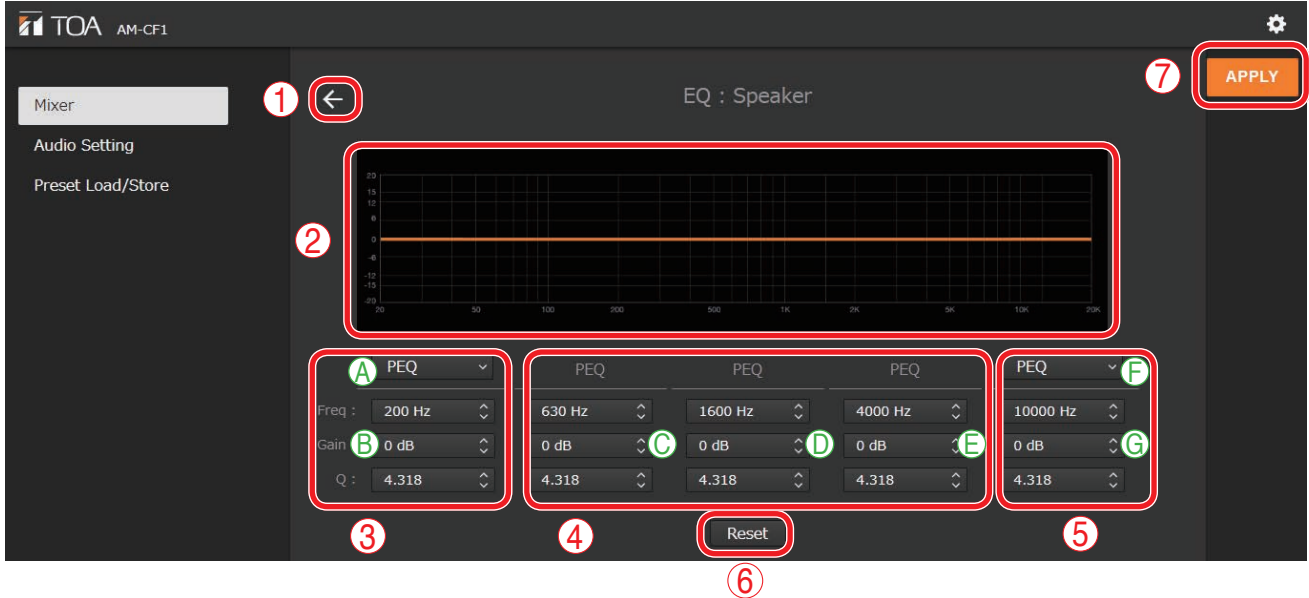 TOA AM-CF1
7 APPLY
Mixer
1 EQ : Speaker
Audio Setting
Preset Load/Store
2
20
15
12
6
0
-6
-12
-15
-20
20 50 100 200 500 1K 2K 5K 10K 20K
A PEQ PEQ PEQ PEQ PEQ F
Freq : 200 Hz 630 Hz 1600 Hz 4000 Hz 10000 Hz
Gain B 0 dB 0 dB C 0 dB D 0 dB E 0 dB G
Q : 4.318 4.318 4.318 4.318 4.318
3 4 Reset 5
6